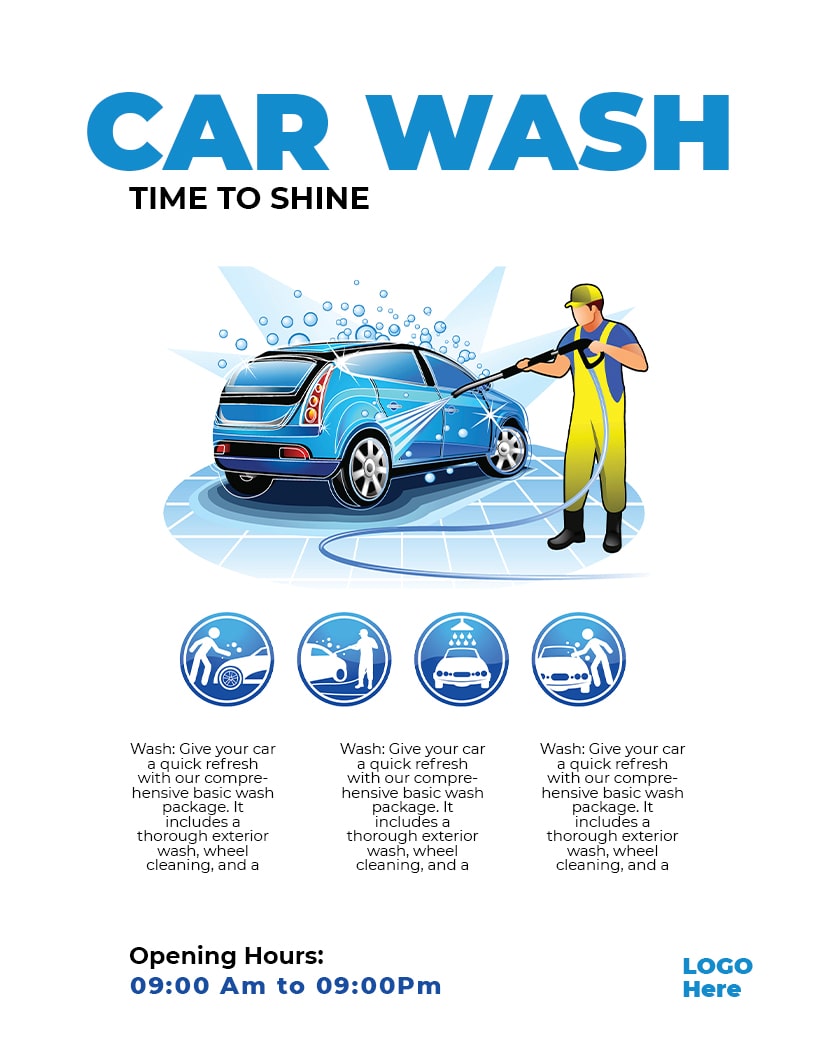 CAR WASH
TIME TO SHINE
Wash: Give your car
a quick refresh
with our compre-
hensive basic wash
package. It
includes a
thorough exterior
wash, wheel
cleaning, and a
Wash: Give your car
a quick refresh
with our compre-
hensive basic wash
package. It
includes a
thorough exterior
wash, wheel
cleaning, and a
Wash: Give your car
a quick refresh
with our compre-
hensive basic wash
package. It
includes a
thorough exterior
wash, wheel
cleaning, and a
Opening Hours:
09:00 Am to 09:00Pm
LOGO
Here